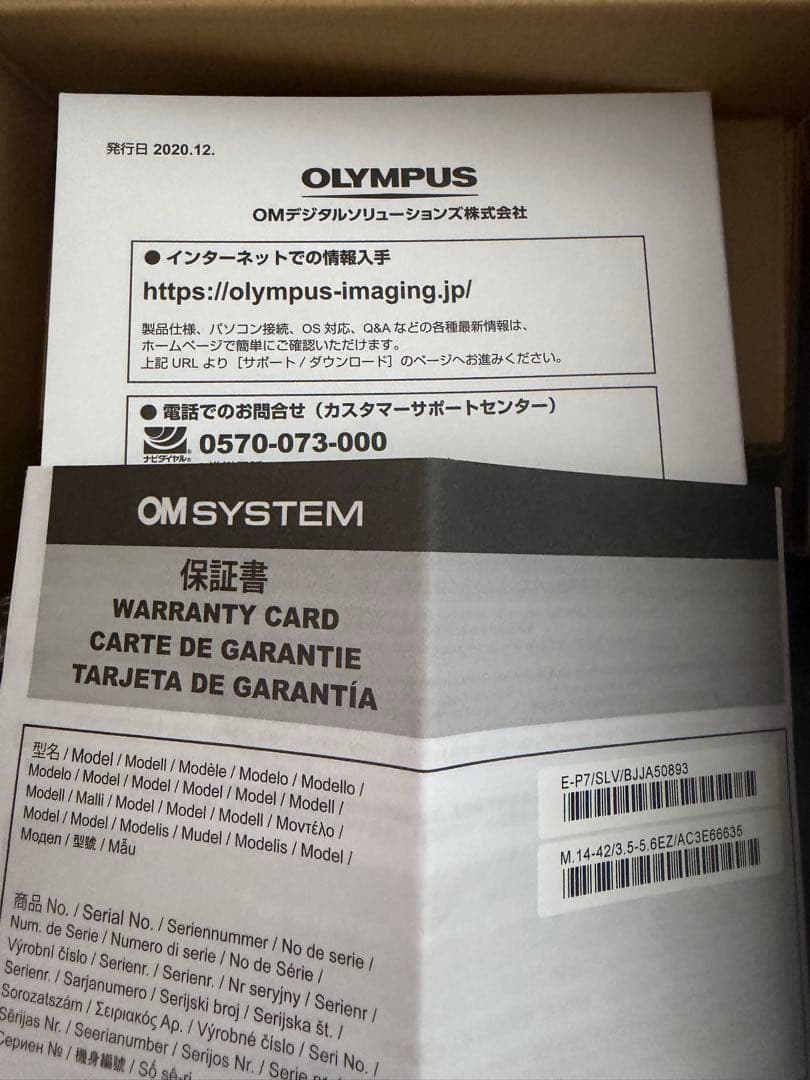 発行日 2020.12.
OLYMPUS
OMデジタルソリューションズ株式会社
● インターネットでの情報入手
https://olympus-imaging.jp/
製品仕様、パソコン接続、OS 対応、Q&A などの各種最新情報は、
ホームページで簡単にご確認いただけます。
上記 URL より［サポート / ダウンロード］のページへお進みください。
● 電話でのお問合せ（カスタマーサポートセンター）
ナビダイヤル®
0570-073-000
OM SYSTEM
保証書
WARRANTY CARD
CARTE DE GARANTIE
TARJETA DE GARANTÍA
型名 / Model / Modell / Modèle / Modelo / Modello /
Modelo / Model / Model / Model / Model / Modell /
Modell / Malli / Model / Model / Modell / Μοντέλο /
Model / Model / Modelis / Mudel / Modelis / Model /
Модел / 型號 / Mẫu
E-P7/SLV/BJJA50893
M.14-42/3.5-5.6EZ/AC3E66635
商品 No. / Serial No. / Seriennummer / No de serie /
Num. de Serie / Numero di serie / No de Série /
Výrobní číslo / Serienr. / Serienr. / Nr seryjny / Serienr /
Serienr. / Sarjanumero / Serijski broj / Serijska št. /
Sorozatszám / Σειριακός Αρ. / Výrobné číslo / Seri No. /
Sērijas Nr. / Seerianumber / Serijos Nr. / Serie
Сериен № / 機身編號 / Số sê-ri